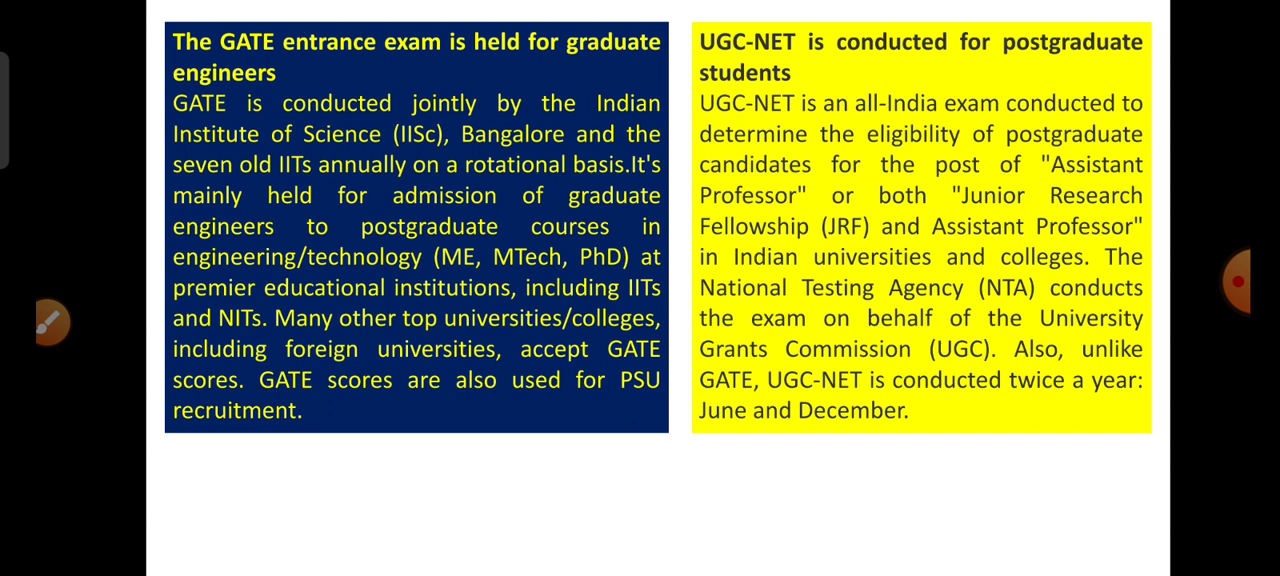 The GATE entrance exam is held for graduate
engineers
GATE is conducted jointly by the Indian
Institute of Science (IISc), Bangalore and the
seven old IITs annually on a rotational basis.It's
mainly held for admission of graduate
engineers to postgraduate courses in
engineering/technology (ME, MTech, PhD) at
premier educational institutions, including IITs
and NITs. Many other top universities/colleges,
including foreign universities, accept GATE
scores. GATE scores are also used for PSU
recruitment.
UGC-NET is conducted for postgraduate
students
UGC-NET is an all-India exam conducted to
determine the eligibility of postgraduate
candidates for the post of "Assistant
Professor" or both "Junior Research
Fellowship (JRF) and Assistant Professor"
in Indian universities and colleges. The
National Testing Agency (NTA) conducts
the exam on behalf of the University
Grants Commission (UGC). Also, unlike
GATE, UGC-NET is conducted twice a year:
June and December.